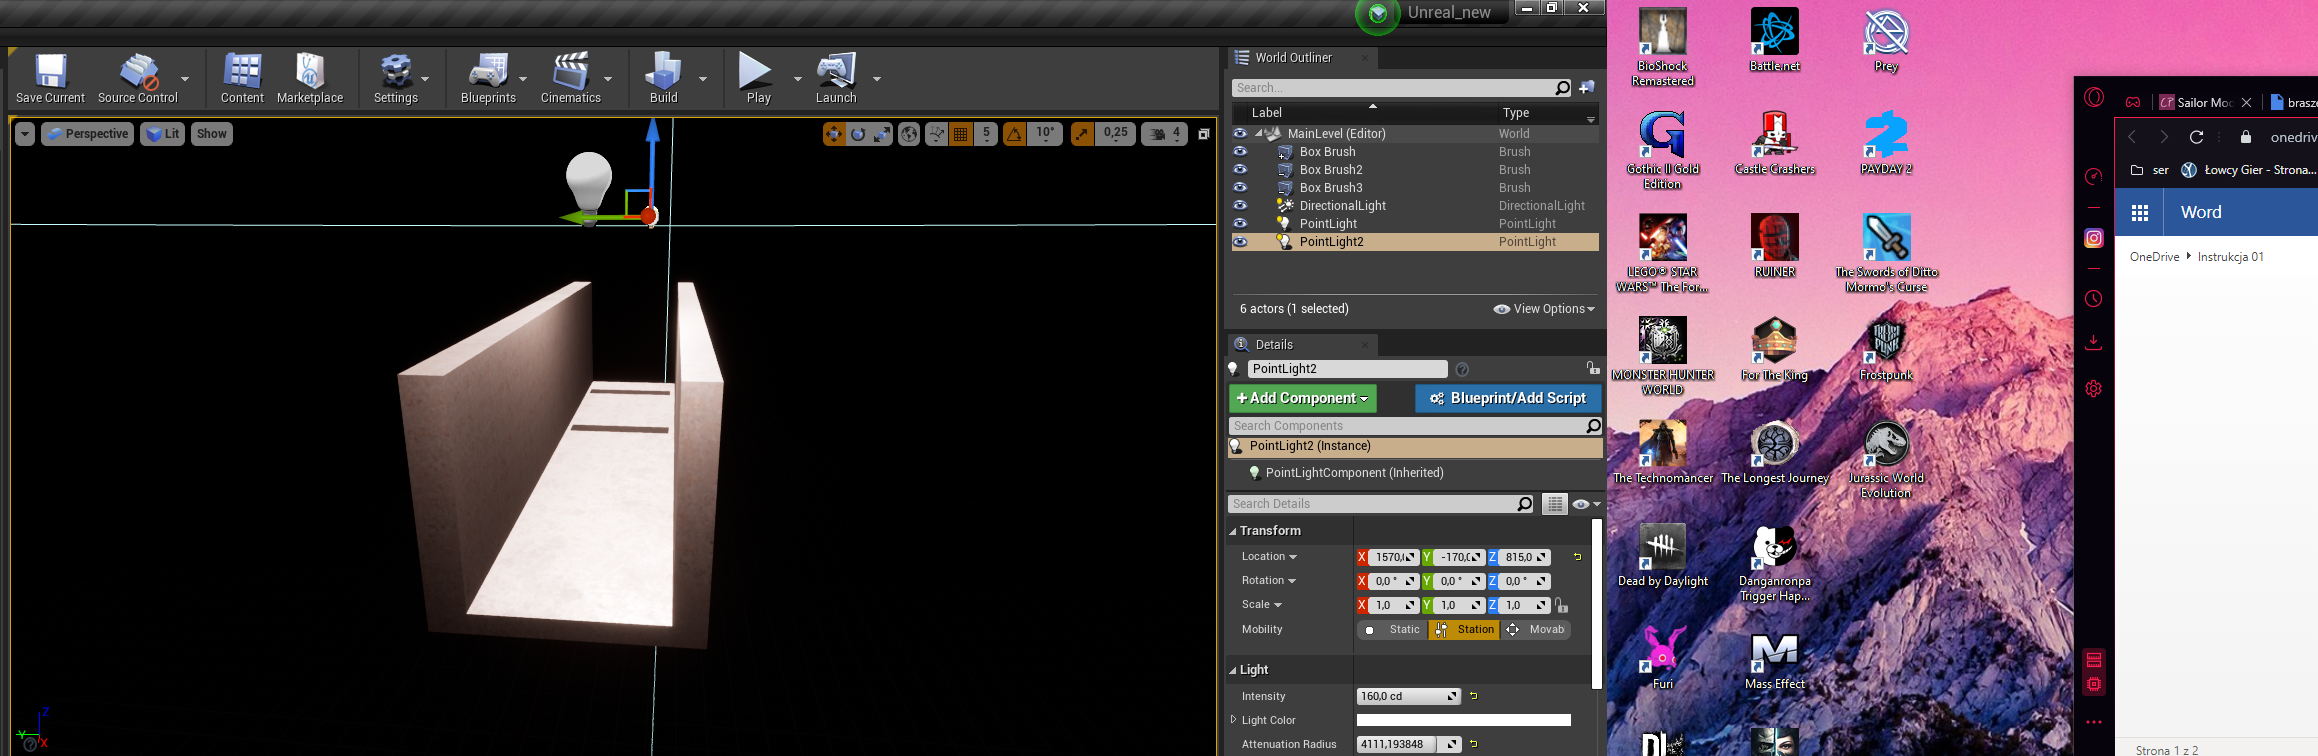 Unreal_new
Save Current
Source Control
Content
Marketplace
Settings
Blueprints
Cinematics
Build
Play
Launch
Perspective
Lit
Show
5
10°
0,25
4
World Outliner
Search...
Label
Type
MainLevel (Editor)
World
Box Brush
Brush
Box Brush2
Brush
Box Brush3
Brush
DirectionalLight
DirectionalLight
PointLight
PointLight
PointLight2
PointLight
6 actors (1 selected)
View Options
Details
PointLight2
+Add Component
Blueprint/Add Script
Search Components
PointLight2 (Instance)
PointLightComponent (Inherited)
Search Details
Transform
Location
X 1570,
Y -170,0
Z 815,0
Rotation
X 0,0 °
Y 0,0 °
Z 0,0 °
Scale
X 1,0
Y 1,0
Z 1,0
Mobility
Static
Station
Movab
Light
Intensity
160,0 cd
Light Color
Attenuation Radius
4111,193848
Z
Y
X
BioShock
Remastered
Battle.net
Prey
Gothic II Gold
Edition
Castle Crashers
PAYDAY 2
LEGO® STAR
WARS™ The For...
RUINER
The Swords of Ditto
Mormo's Curse
MONSTER HUNTER
WORLD
For The King
Frostpunk
The Technomancer
The Longest Journey
Jurassic World
Evolution
Dead by Daylight
Danganronpa
Trigger Hap...
Furi
Mass Effect
Sailor Moo
brasze
onedriv
ser
Łowcy Gier - Strona...
Word
OneDrive
Instrukcja 01
Strona 1 z 2